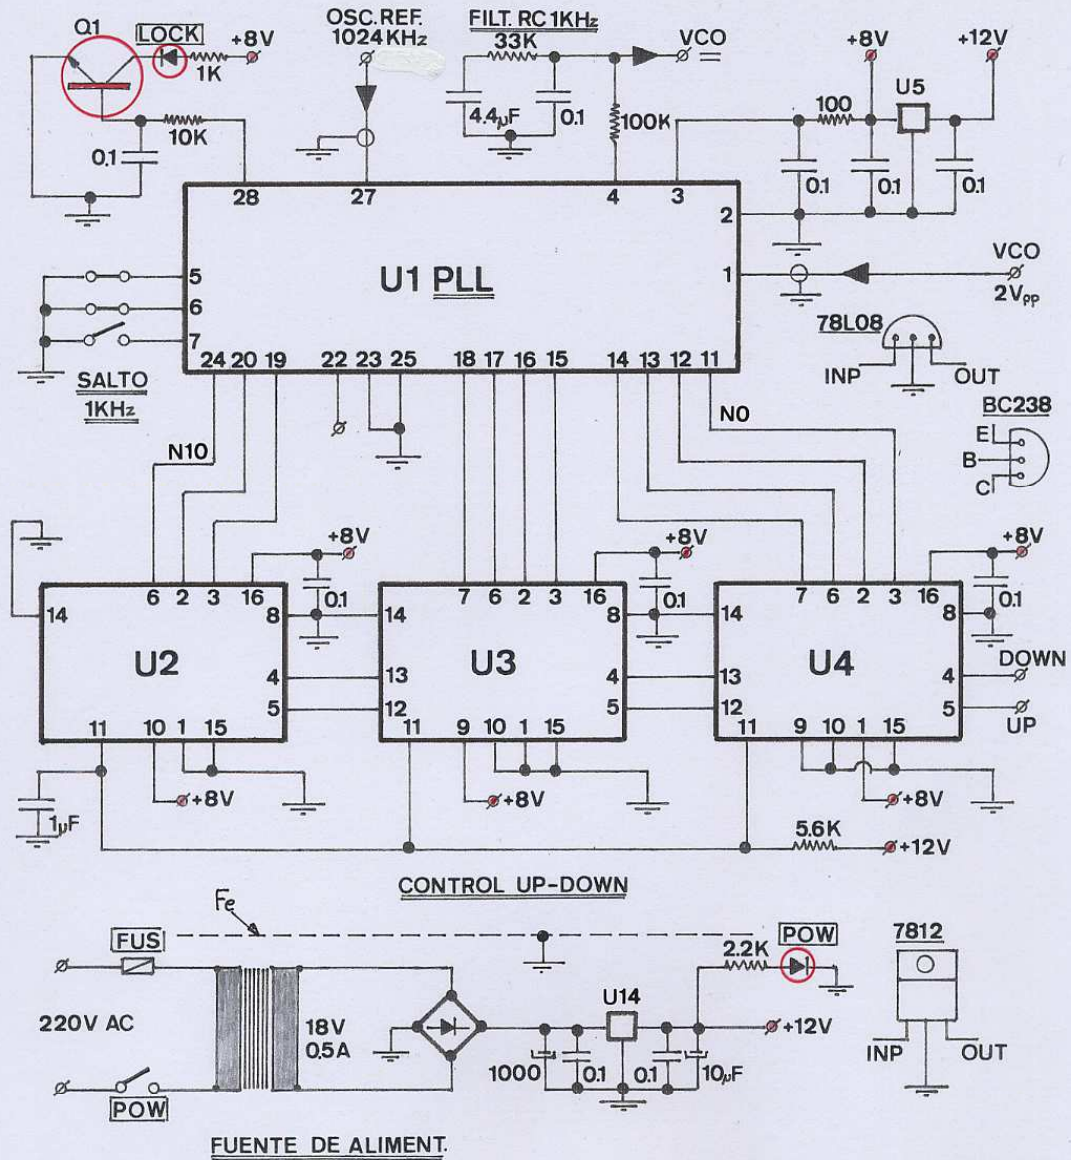 Q1
LOCK
+8V
1K
10K
0.1
OSC. REF.
1024KHz
FILT. RC 1KHz
33K
4.4µF
0.1
VCO
100K
+8V
+12V
U5
100
0.1
0.1
0.1
28
27
4
3
2
1
U1 PLL
5
6
7
24 20 19 22 23 25 18 17 16 15 14 13 12 11
VCO
2Vpp
78L08
INP
OUT
SALTO
1KHz
BC238
E
B
C
N10
N0
+8V
0.1
+8V
0.1
+8V
0.1
6 2 3 16
14
8
U2
4
5
11 10 1 15
7 6 2 3 16
14
8
U3
13
12
4
5
11 9 10 1 15
7 6 2 3 16
14
8
U4
13
12
4
5
11 9 10 1 15
DOWN
UP
1µF
+8V
+8V
+8V
5.6K
+12V
CONTROL UP-DOWN
Fe
FUS
220V AC
POW
18V
0.5A
U14
1000
0.1
0.1
10µF
2.2K
POW
+12V
7812
INP
OUT
FUENTE DE ALIMENT.